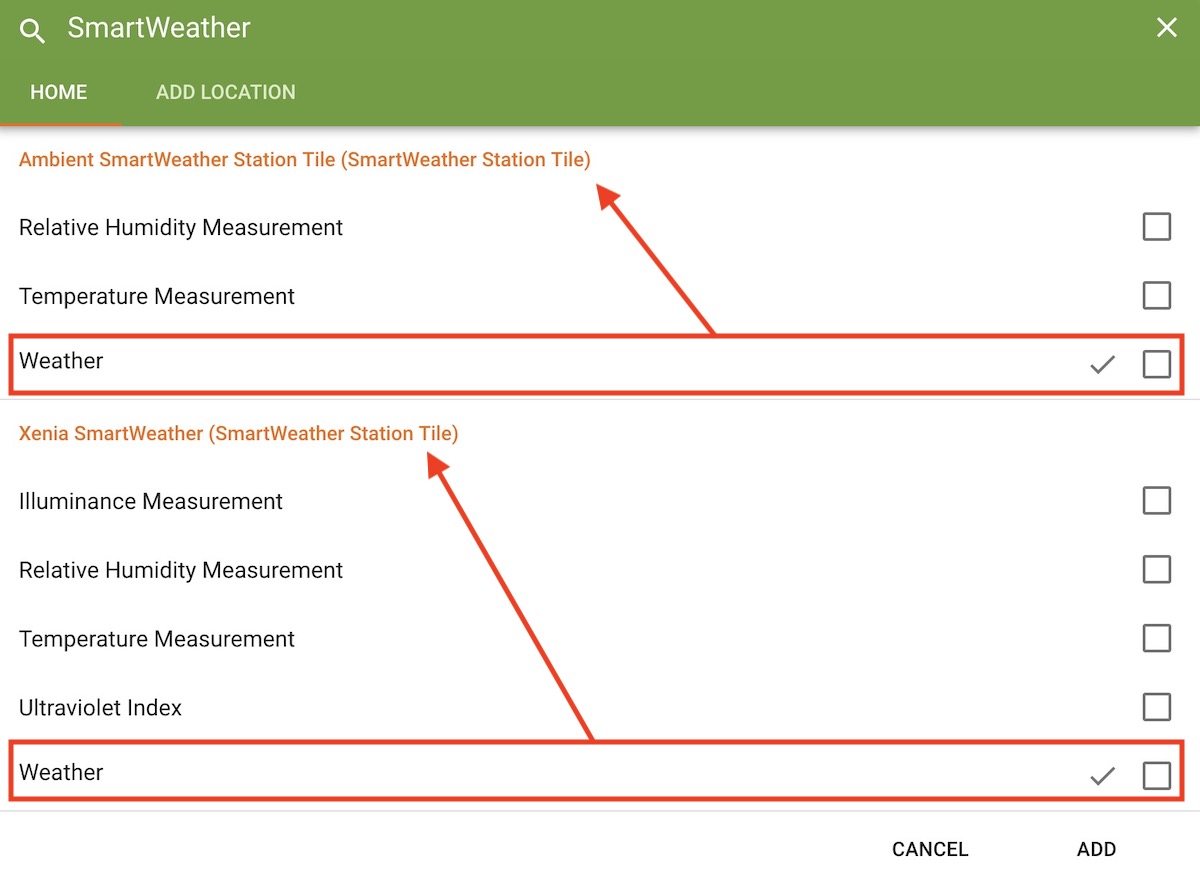 SmartWeather
HOME
ADD LOCATION
Ambient SmartWeather Station Tile (SmartWeather Station Tile)
Relative Humidity Measurement
Temperature Measurement
Weather
Xenia SmartWeather (SmartWeather Station Tile)
Illuminance Measurement
Relative Humidity Measurement
Temperature Measurement
Ultraviolet Index
Weather
CANCEL
ADD